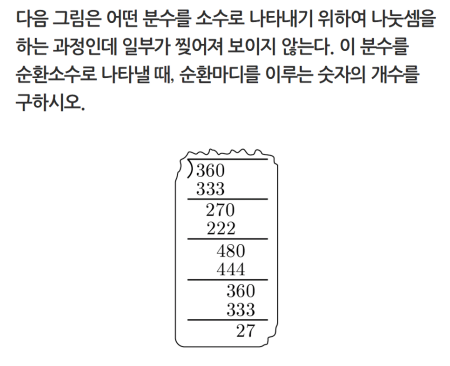 다음 그림은 어떤 분수를 소수로 나타내기 위하여 나눗셈을
하는 과정인데 일부가 찢어져 보이지 않는다. 이 분수를
순환소수로 나타낼 때, 순환마디를 이루는 숫자의 개수를
구하시오.
)360
333
270
222
480
444
360
333
27